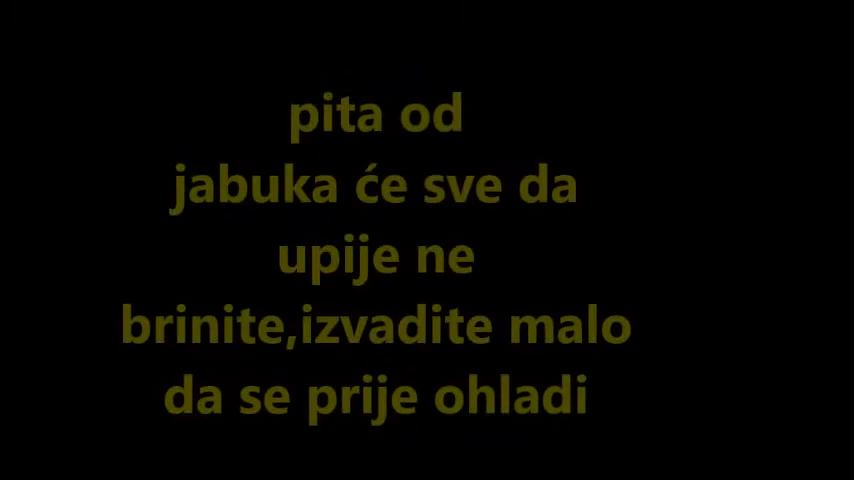 pita od
jabuka će sve da
upije ne
brinite,izvadite malo
da se prije ohladi